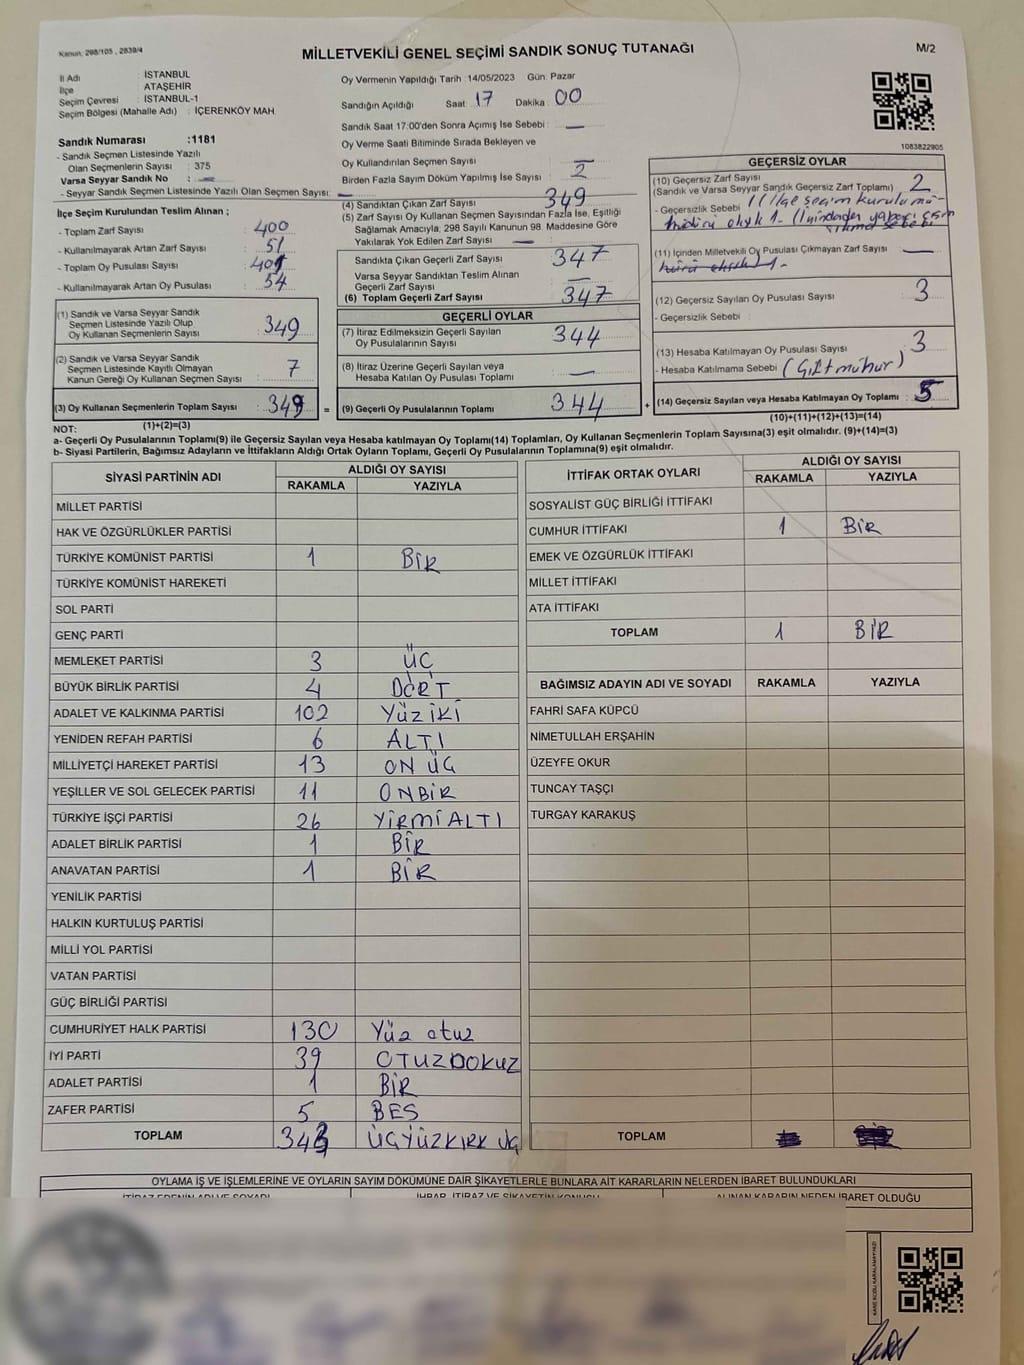 Kanun: 298/105 , 2839/4
MİLLETVEKİLİ GENEL SEÇİMİ SANDIK SONUÇ TUTANAĞI
M/2
İl Adı : İSTANBUL
İlçe : ATAŞEHİR
Seçim Çevresi : İSTANBUL-1
Seçim Bölgesi (Mahalle Adı) : İÇERENKÖY MAH.
Sandık Numarası :1181
- Sandık Seçmen Listesinde Yazılı
Olan Seçmenlerin Sayısı : 375
Varsa Seyyar Sandık No : —
- Seyyar Sandık Seçmen Listesinde Yazılı Olan Seçmen Sayısı: —
Oy Vermenin Yapıldığı Tarih :14/05/2023 Gün: Pazar
Sandığın Açıldığı Saat: 17 Dakika: 00
Sandık Saat 17:00'den Sonra Açımış İse Sebebi : —
Oy Verme Saati Bitiminde Sırada Bekleyen ve
Oy Kullandırılan Seçmen Sayısı : —
Birden Fazla Sayım Döküm Yapılmış İse Sayısı : 2
1083822905
İlçe Seçim Kurulundan Teslim Alınan ;
- Toplam Zarf Sayısı : 400
- Kullanılmayarak Artan Zarf Sayısı : 51
- Toplam Oy Pusulası Sayısı : 401
- Kullanılmayarak Artan Oy Pusulası : 54
(1) Sandık ve Varsa Seyyar Sandık
Seçmen Listesinde Yazılı Olup
Oy Kullanan Seçmenlerin Sayısı : 349
(2) Sandık ve Varsa Seyyar Sandık
Seçmen Listesinde Kayıtlı Olmayan
Kanun Gereği Oy Kullanan Seçmen Sayısı : 7
(3) Oy Kullanan Seçmenlerin Toplam Sayısı : 349 =
(1)+(2)=(3)
(4) Sandıktan Çıkan Zarf Sayısı : 349
(5) Zarf Sayısı Oy Kullanan Seçmen Sayısından Fazla İse, Eşitliği
Sağlamak Amacıyla, 298 Sayılı Kanunun 98. Maddesine Göre
Yakılarak Yok Edilen Zarf Sayısı : —
Sandıkta Çıkan Geçerli Zarf Sayısı : 347
Varsa Seyyar Sandıktan Teslim Alınan
Geçerli Zarf Sayısı : —
(6) Toplam Geçerli Zarf Sayısı : 347
GEÇERLİ OYLAR
(7) İtiraz Edilmeksizin Geçerli Sayılan
Oy Pusulalarının Sayısı : 344
(8) İtiraz Üzerine Geçerli Sayılan veya
Hesaba Katılan Oy Pusulası Toplamı : —
(9) Geçerli Oy Pusulalarının Toplamı : 344 +
GEÇERSİZ OYLAR
(10) Geçersiz Zarf Sayısı : 2
(Sandık ve Varsa Seyyar Sandık Geçersiz Zarf Toplamı)
- Geçersizlik Sebebi : ilçe seçim kurulu mü-
(11) İçinden Milletvekili Oy Pusulası Çıkmayan Zarf Sayısı : —
(12) Geçersiz Sayılan Oy Pusulası Sayısı : 3
- Geçersizlik Sebebi :
(13) Hesaba Katılmayan Oy Pusulası Sayısı : 3
- Hesaba Katılmama Sebebi : (Çift mühür)
(14) Geçersiz Sayılan veya Hesaba Katılmayan Oy Toplamı : 5
(10)+(11)+(12)+(13)=(14)
NOT:
a- Geçerli Oy Pusulalarının Toplamı(9) ile Geçersiz Sayılan veya Hesaba katılmayan Oy Toplamı(14) Toplamları, Oy Kullanan Seçmenlerin Toplam Sayısına(3) eşit olmalıdır. (9)+(14)=(3)
b- Siyasi Partilerin, Bağımsız Adayların ve İttifakların Aldığı Ortak Oyların Toplamı, Geçerli Oy Pusulalarının Toplamına(9) eşit olmalıdır.
SİYASİ PARTİNİN ADI ALDIĞI OY SAYISI
RAKAMLA YAZIYLA
MİLLET PARTİSİ
HAK VE ÖZGÜRLÜKLER PARTİSİ
TÜRKİYE KOMÜNİST PARTİSİ 1 BİR
TÜRKİYE KOMÜNİST HAREKETİ
SOL PARTİ
GENÇ PARTİ
MEMLEKET PARTİSİ 3 ÜÇ
BÜYÜK BİRLİK PARTİSİ 4 DÖRT
ADALET VE KALKINMA PARTİSİ 102 Yüz iKi
YENİDEN REFAH PARTİSİ 6 ALTI
MİLLİYETÇİ HAREKET PARTİSİ 13 ON ÜÇ
YEŞİLLER VE SOL GELECEK PARTİSİ 11 ONBİR
TÜRKİYE İŞÇİ PARTİSİ 26 YİRMİALTI
ADALET BİRLİK PARTİSİ 1 BİR
ANAVATAN PARTİSİ 1 BİR
YENİLİK PARTİSİ
HALKIN KURTULUŞ PARTİSİ
MİLLİ YOL PARTİSİ
VATAN PARTİSİ
GÜÇ BİRLİĞİ PARTİSİ
CUMHURİYET HALK PARTİSİ 130 Yüz otuz
İYİ PARTİ 39 OTUZDOKUZ
ADALET PARTİSİ 1 BİR
ZAFER PARTİSİ 5 BES
TOPLAM 343 ÜÇYÜZKIRK ÜÇ
İTTİFAK ORTAK OYLARI ALDIĞI OY SAYISI
RAKAMLA YAZIYLA
SOSYALİST GÜÇ BİRLİĞİ İTTİFAKI
CUMHUR İTTİFAKI 1 BİR
EMEK VE ÖZGÜRLÜK İTTİFAKI
MİLLET İTTİFAKI
ATA İTTİFAKI
TOPLAM 1 BİR
BAĞIMSIZ ADAYIN ADI VE SOYADI RAKAMLA YAZIYLA
FAHRİ SAFA KÜPCÜ
NİMETULLAH ERŞAHİN
ÜZEYFE OKUR
TUNCAY TAŞÇI
TURGAY KARAKUŞ
TOPLAM
OYLAMA İŞ VE İŞLEMLERİNE VE OYLARIN SAYIM DÖKÜMÜNE DAİR ŞİKAYETLERLE BUNLARA AİT KARARLARIN NELERDEN İBARET BULUNDUKLARI
İTİRAZ EDENİN ADI VE SOYADI İHBAR, İTİRAZ VE ŞİKAYETİN KONUSU ALINAN KARARIN NEDEN İBARET OLDUĞU